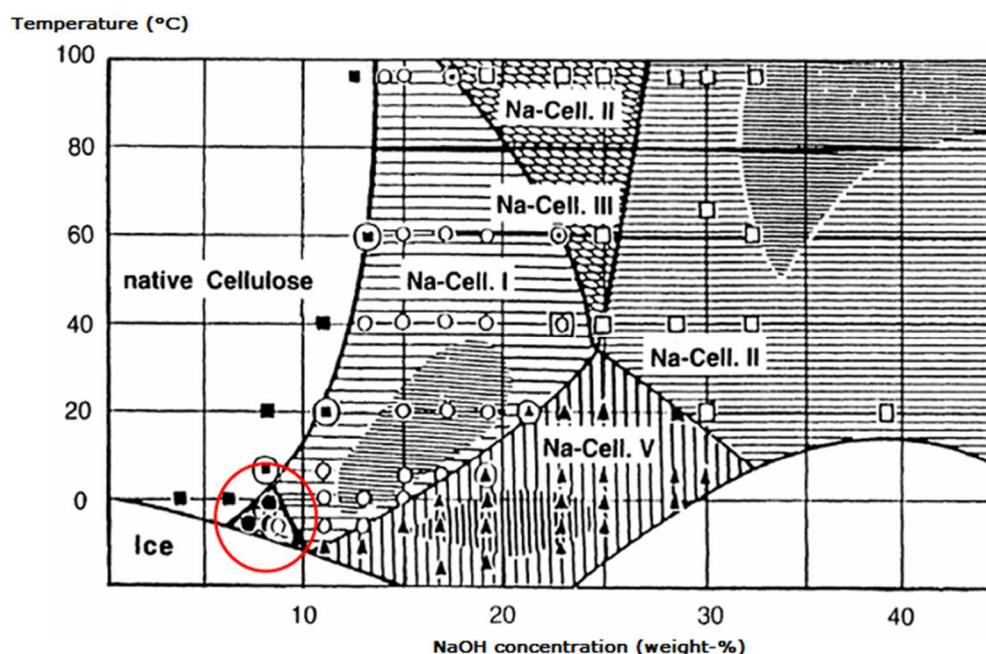 Temperature (°C)
100
80
60
40
20
0
Na-Cell. II
Na-Cell. III
native Cellulose
Na-Cell. I
Na-Cell. II
Na-Cell. V
Ice
10
20
30
40
NaOH concentration (weight-%)